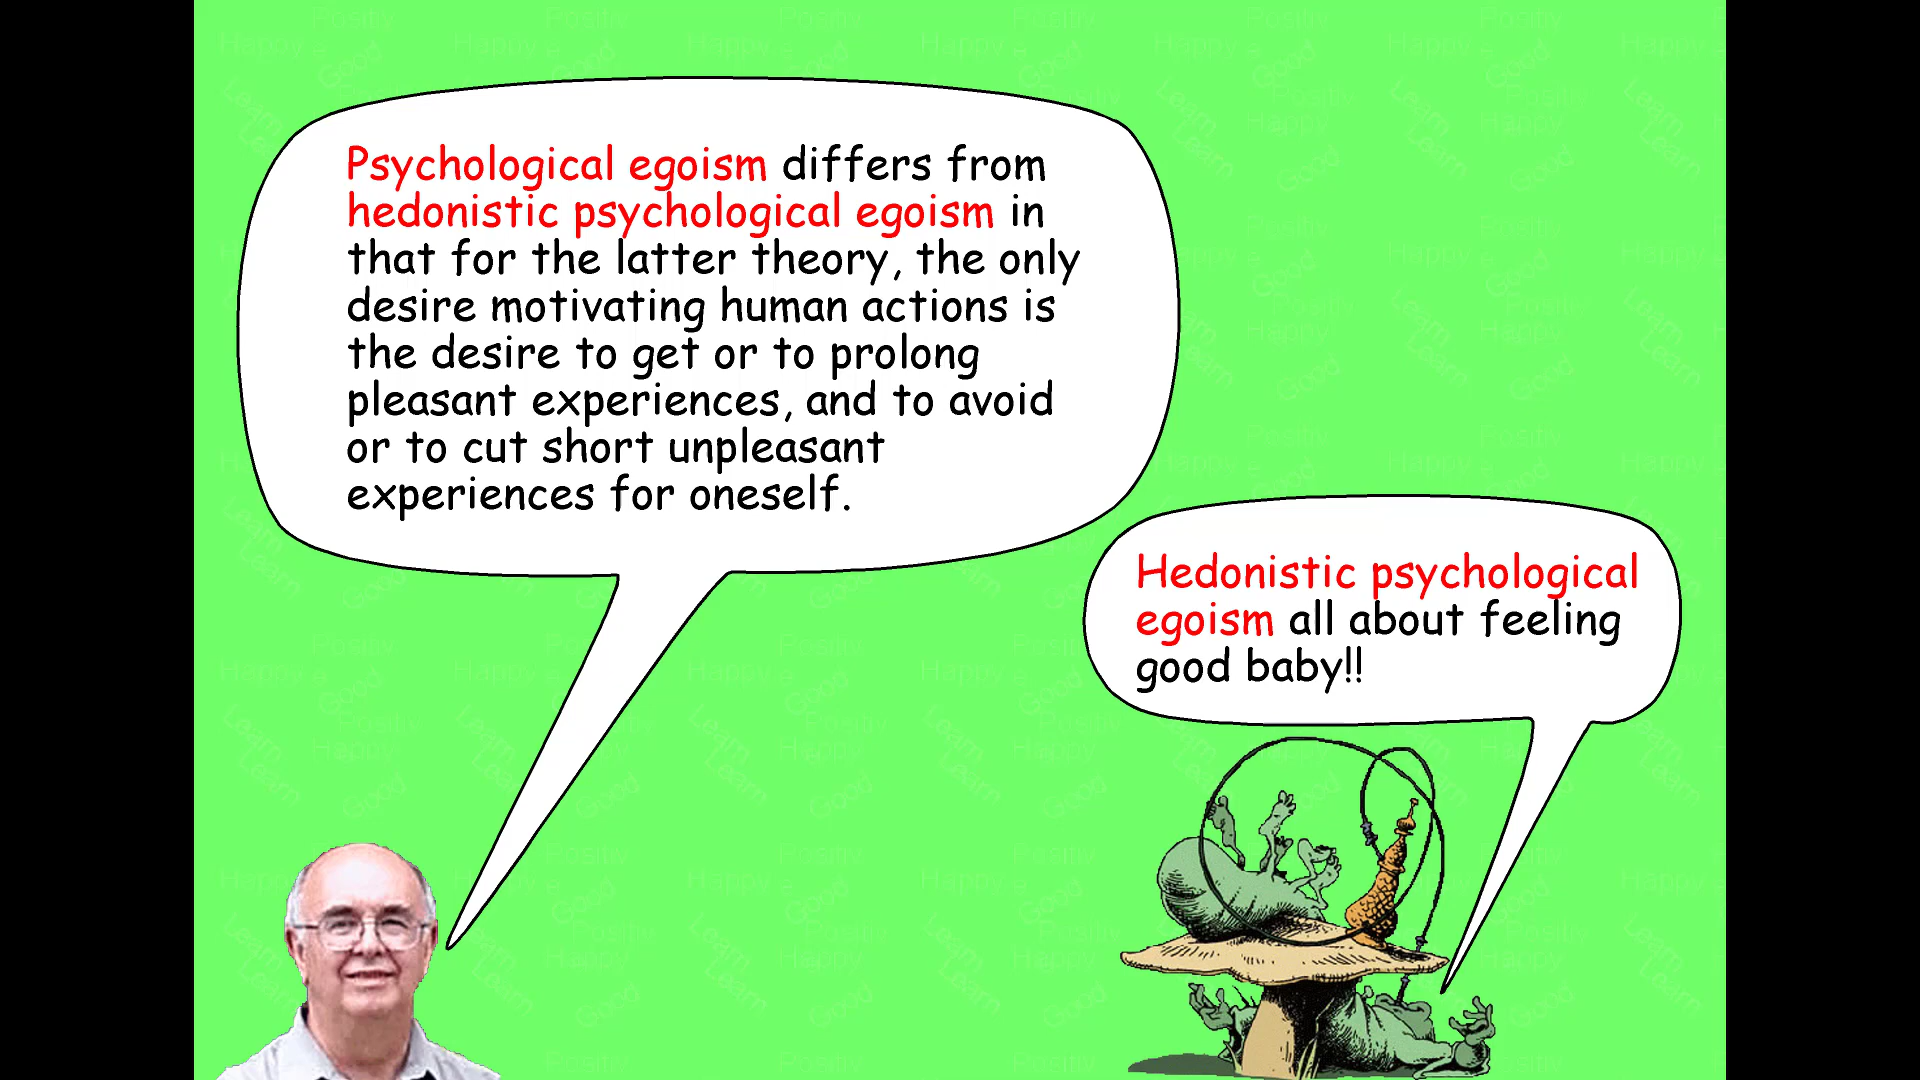 Psychological egoism differs from
hedonistic psychological egoism in
that for the latter theory, the only
desire motivating human actions is
the desire to get or to prolong
pleasant experiences, and to avoid
or to cut short unpleasant
experiences for oneself.
Hedonistic psychological
egoism all about feeling
good baby!!